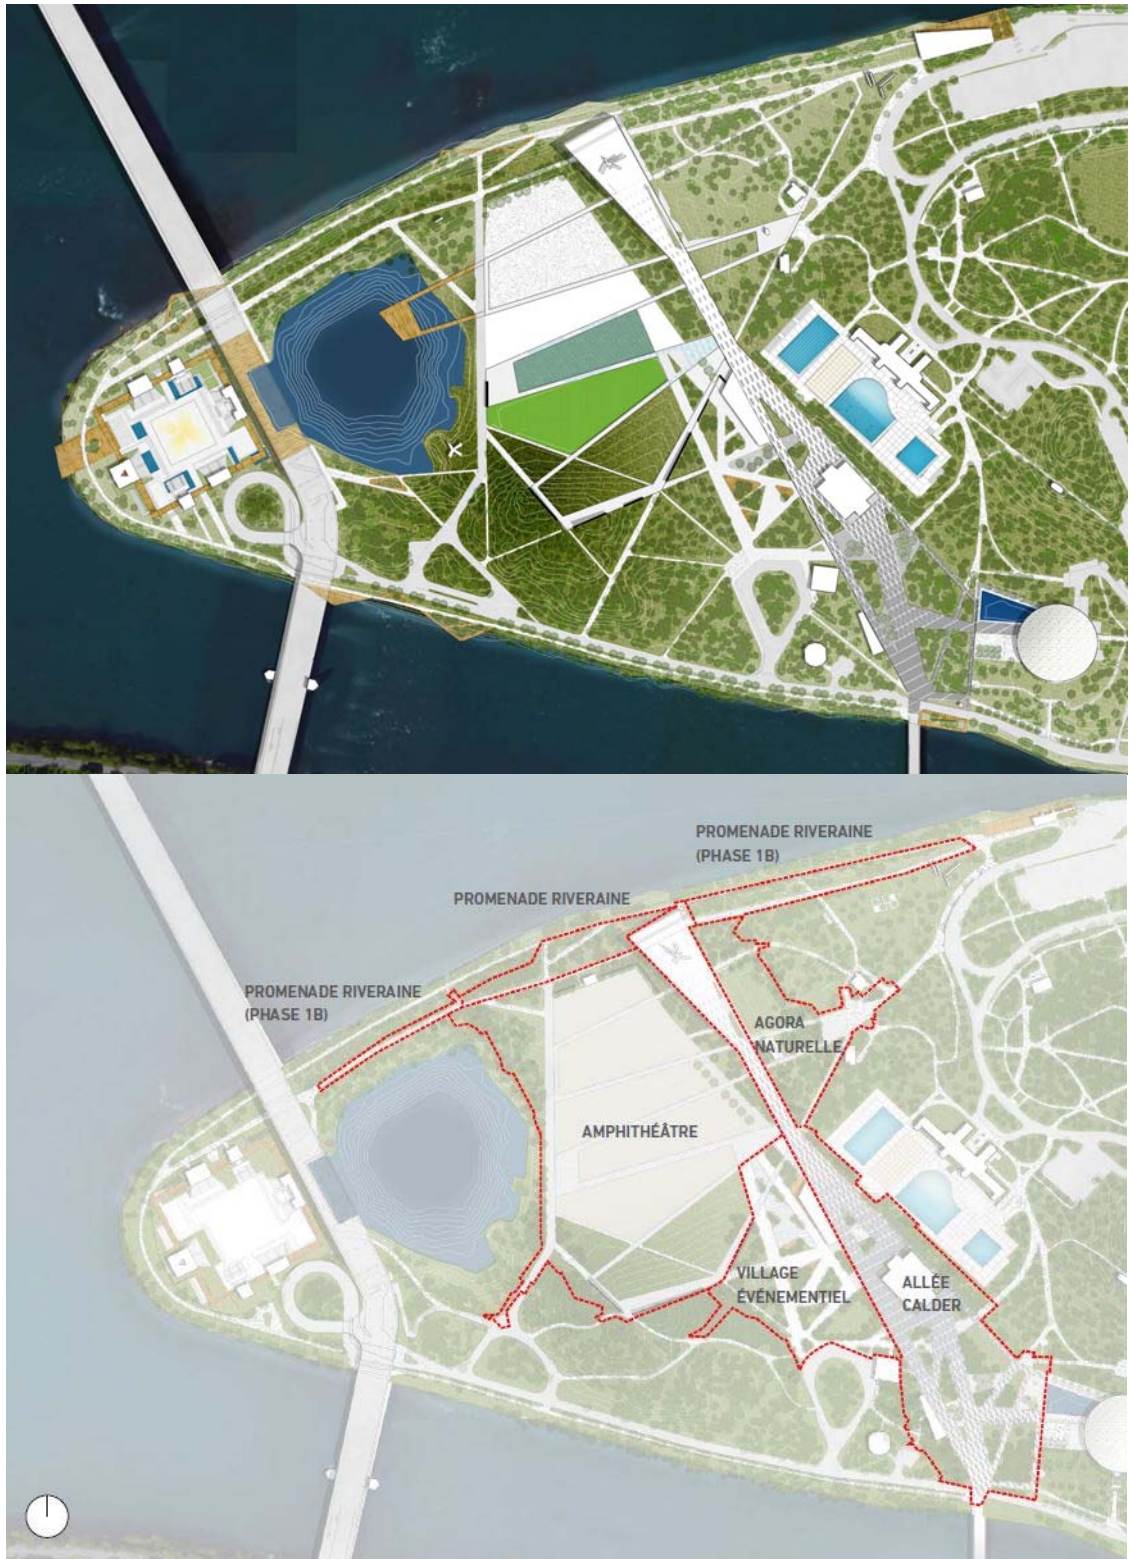 PROMENADE RIVERAINE
(PHASE 1B)
PROMENADE RIVERAINE
PROMENADE RIVERAINE
(PHASE 1B)
AGORA
NATURELLE
AMPHITHÉÂTRE
VILLAGE
ÉVÉNEMENTIEL
ALLÉE
CALDER